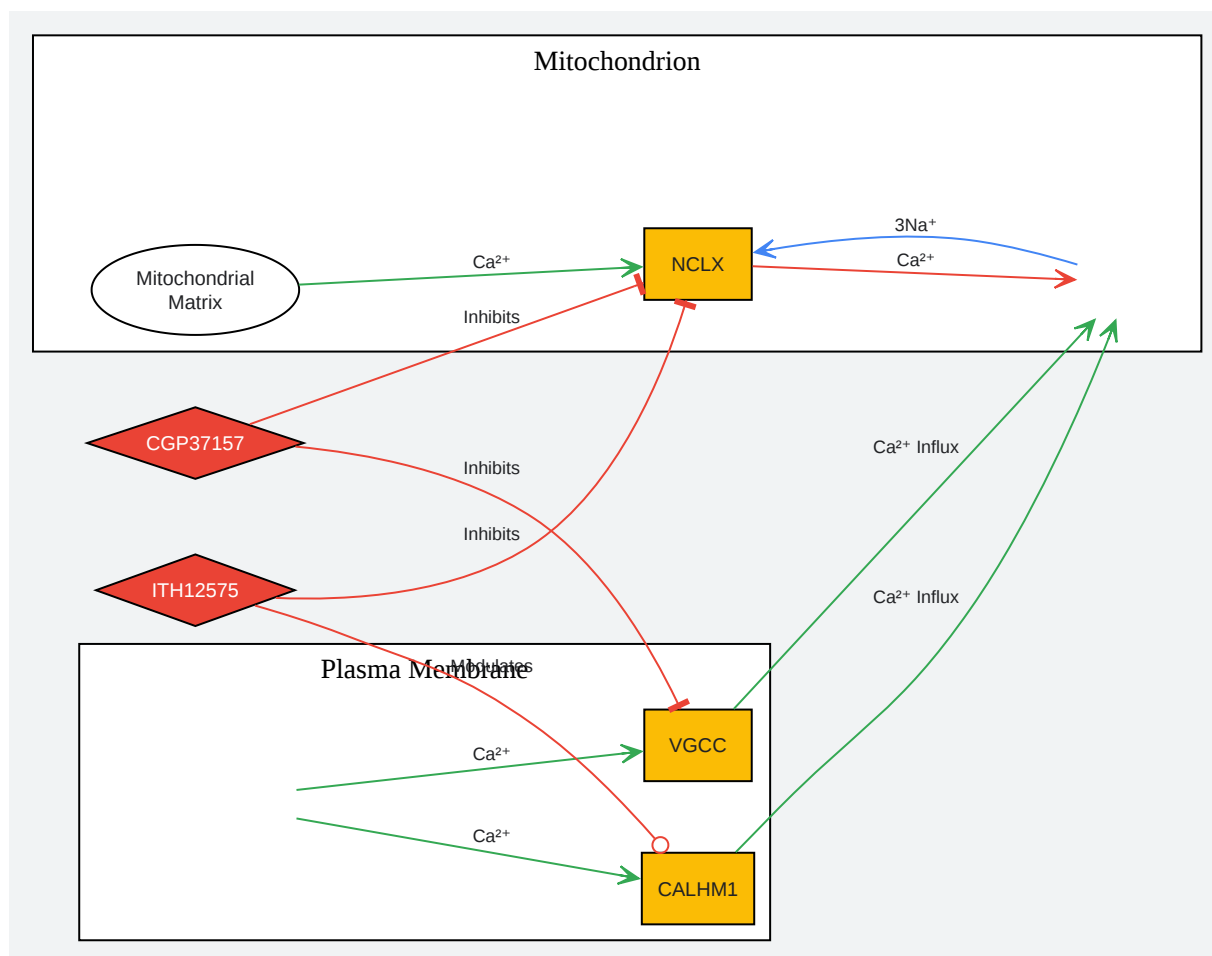 Mitochondrion
3Na⁺
Ca²⁺
Ca²⁺
NCLX
Mitochondrial
Matrix
Inhibits
CGP37157
Ca²⁺ Influx
Inhibits
Inhibits
ITH12575
Ca²⁺ Influx
Modulates
Plasma Membrane
VGCC
Ca²⁺
Ca²⁺
CALHM1